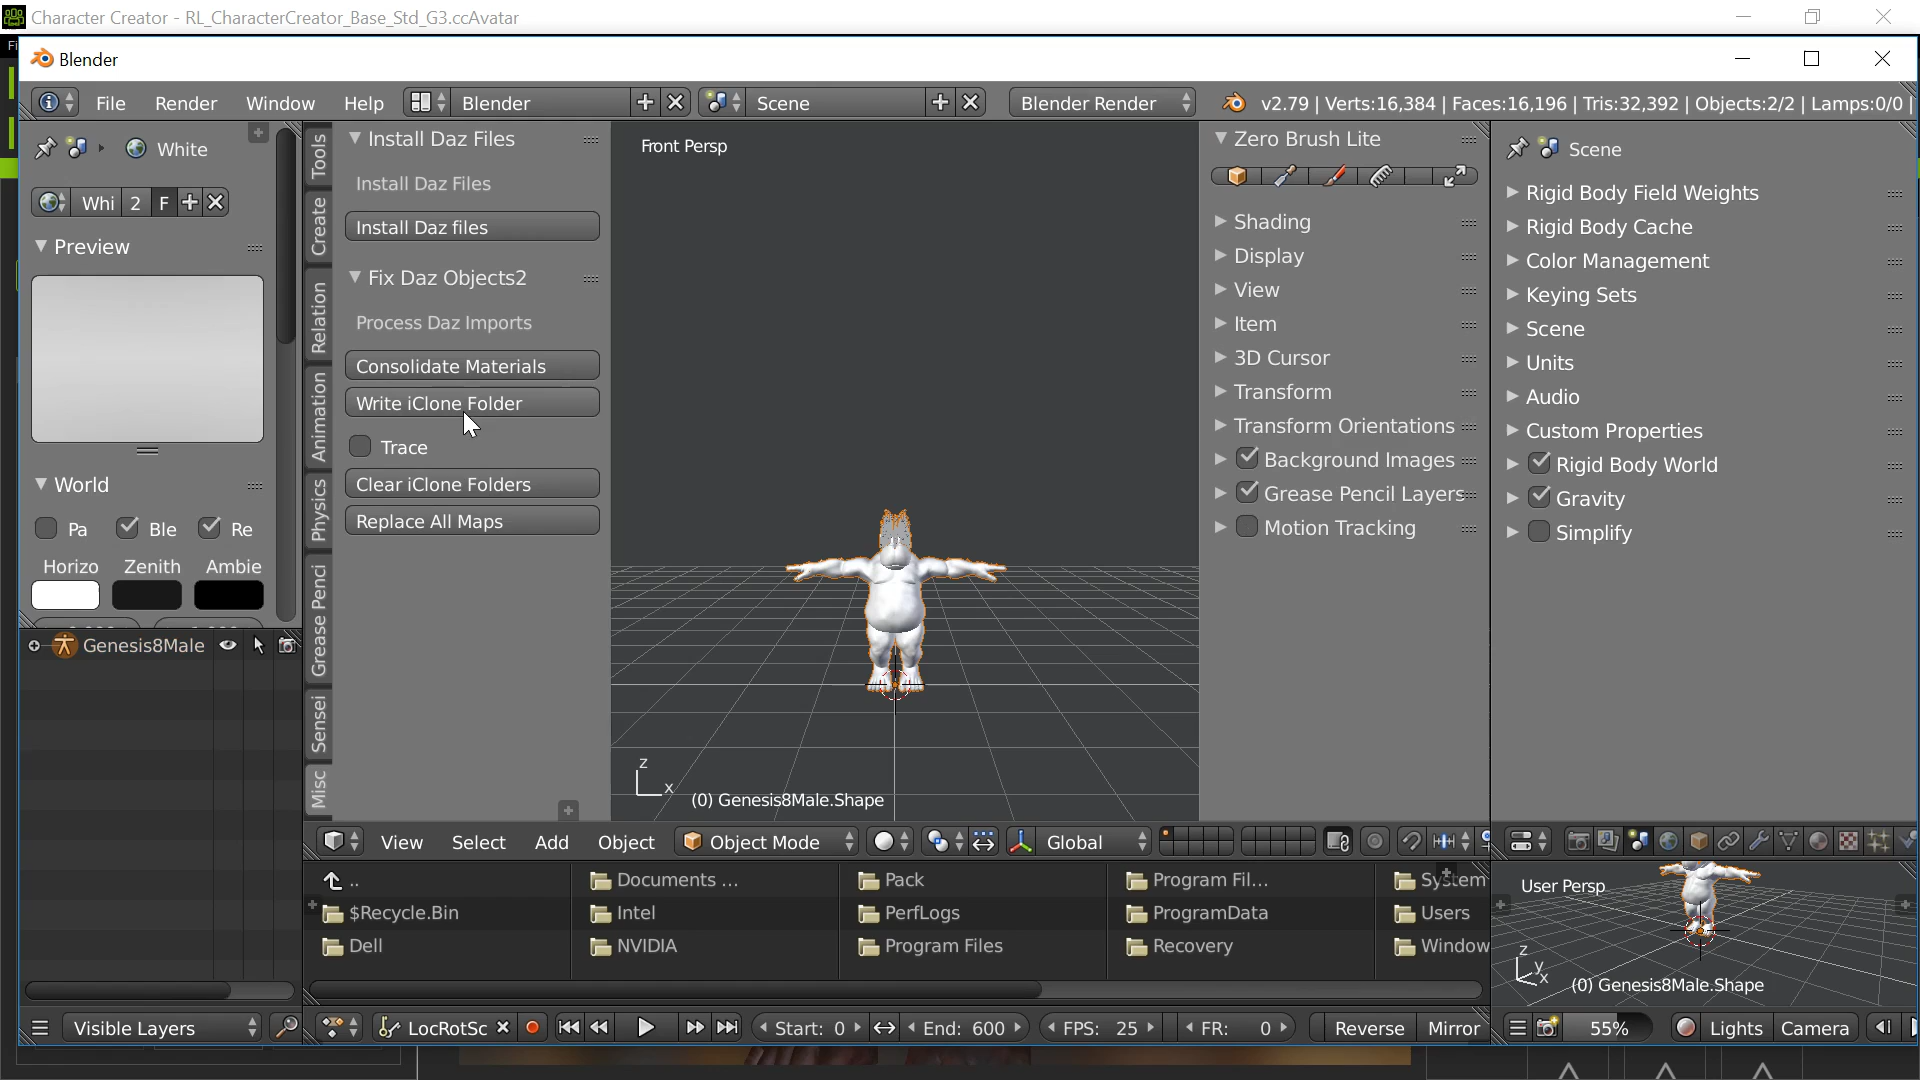 Character Creator - RL_CharacterCreator_Base_Std_G3.ccAvatar
Fi
Blender
File Render Window Help Blender Scene Blender Render v2.79 | Verts:16,384 | Faces:16,196 | Tris:32,392 | Objects:2/2 | Lamps:0/0 |
White
Whi 2 F
Preview
World
Pa Ble Re
Horizo Zenith Ambie
Genesis8Male
Visible Layers
Tools
Create
Relation
Animation
Physics
Grease Penci
Sensei
Misc
Install Daz Files
Install Daz Files
Install Daz files
Fix Daz Objects2
Process Daz Imports
Consolidate Materials
Write iClone Folder
Trace
Clear iClone Folders
Replace All Maps
Front Persp
z
x
(0) Genesis8Male.Shape
Zero Brush Lite
Shading
Display
View
Item
3D Cursor
Transform
Transform Orientations
Background Images
Grease Pencil Layers
Motion Tracking
Scene
Rigid Body Field Weights
Rigid Body Cache
Color Management
Keying Sets
Scene
Units
Audio
Custom Properties
Rigid Body World
Gravity
Simplify
View Select Add Object Object Mode Global
.. Documents ... Pack Program Fil... System
$Recycle.Bin Intel PerfLogs ProgramData Users
Dell NVIDIA Program Files Recovery Window
User Persp
z
y
x
(0) Genesis8Male.Shape
LocRotSc Start: 0 End: 600 FPS: 25 FR: 0 Reverse Mirror
55% Lights Camera